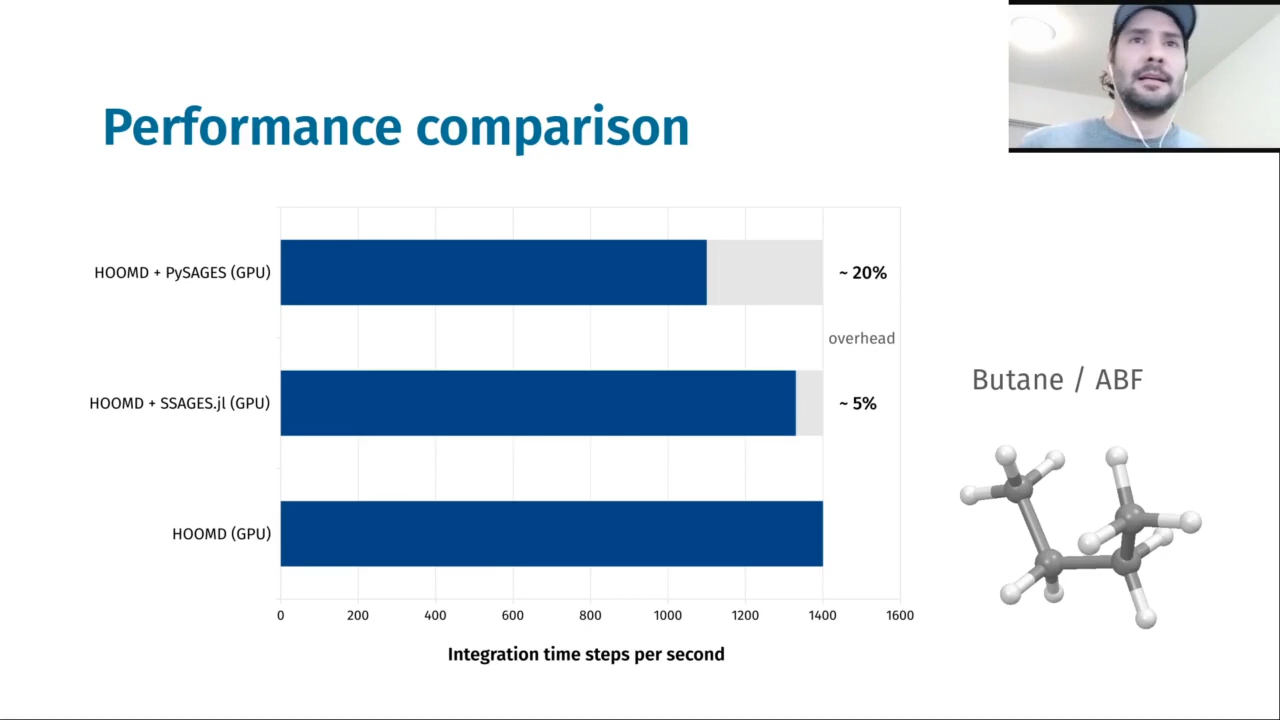 Performance comparison
HOOMD + PySAGES (GPU)
~ 20%
overhead
HOOMD + SSAGES.jl (GPU)
~ 5%
HOOMD (GPU)
0 200 400 600 800 1000 1200 1400 1600
Integration time steps per second
Butane / ABF